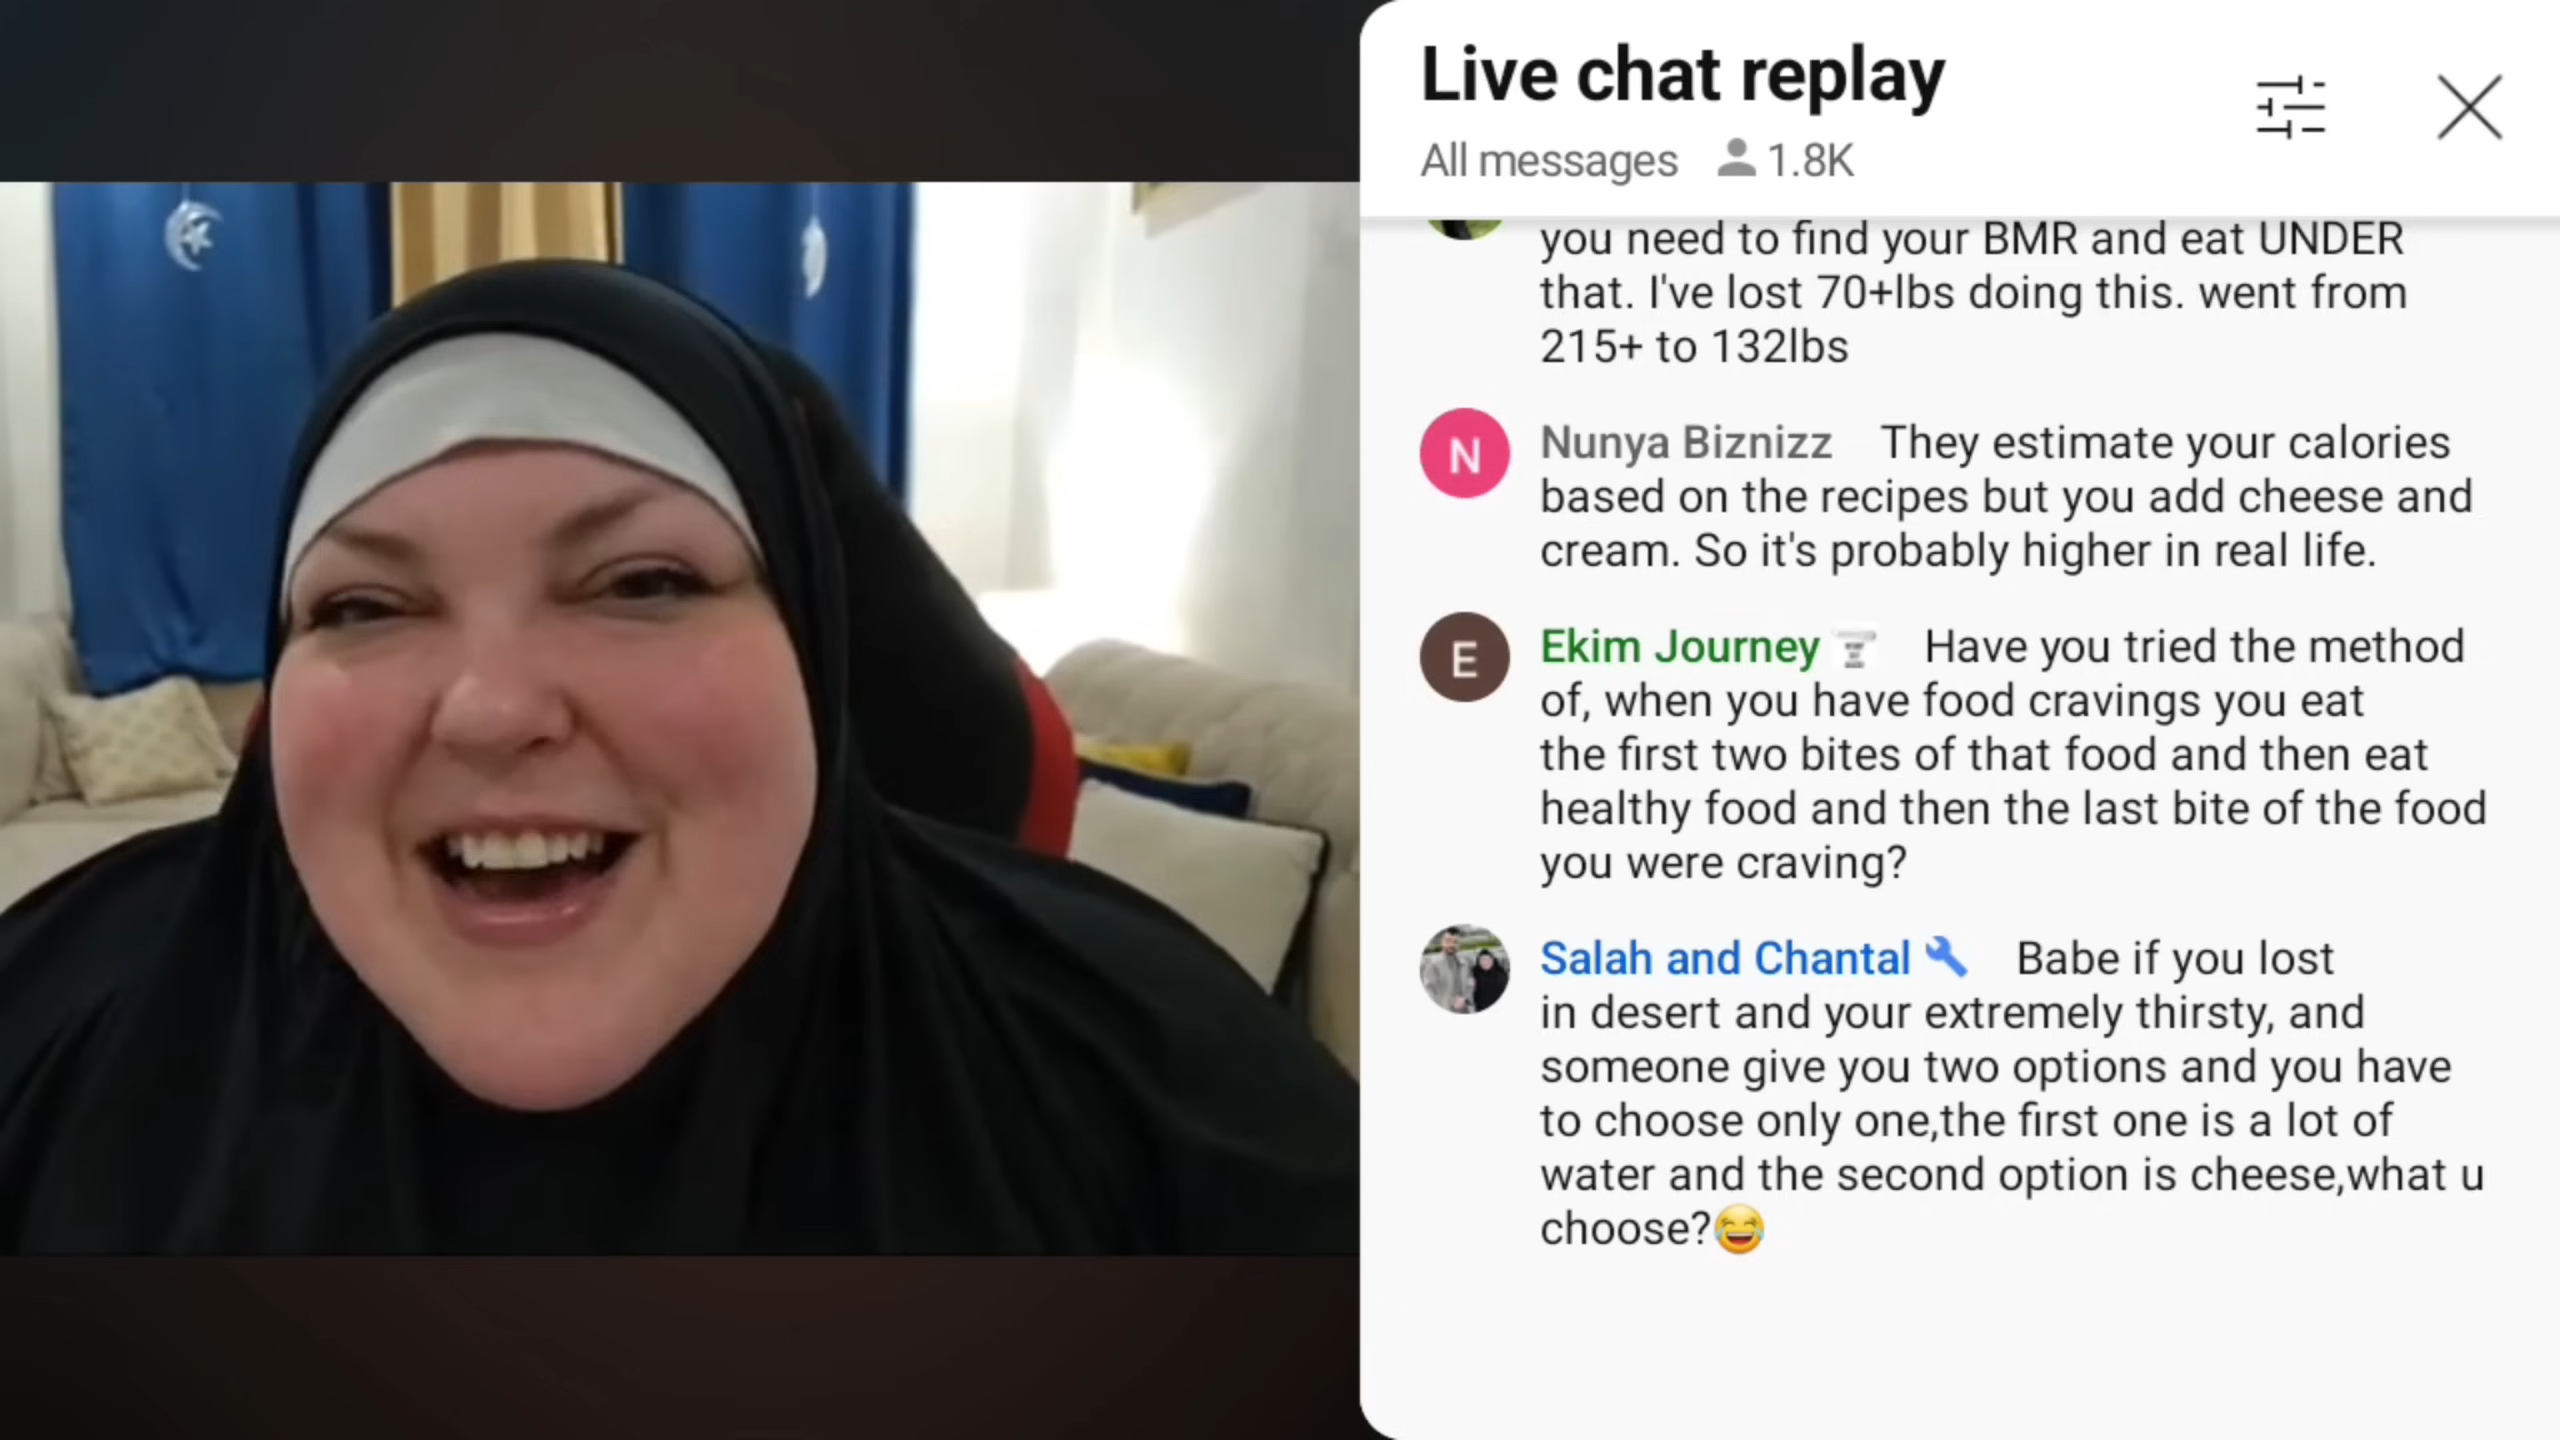 Live chat replay
All messages 1.8K
you need to find your BMR and eat UNDER
that. I've lost 70+lbs doing this. went from
215+ to 132lbs
N Nunya Biznizz They estimate your calories
based on the recipes but you add cheese and
cream. So it's probably higher in real life.
E Ekim Journey Have you tried the method
of, when you have food cravings you eat
the first two bites of that food and then eat
healthy food and then the last bite of the food
you were craving?
Salah and Chantal Babe if you lost
in desert and your extremely thirsty, and
someone give you two options and you have
to choose only one,the first one is a lot of
water and the second option is cheese,what u
choose?😂